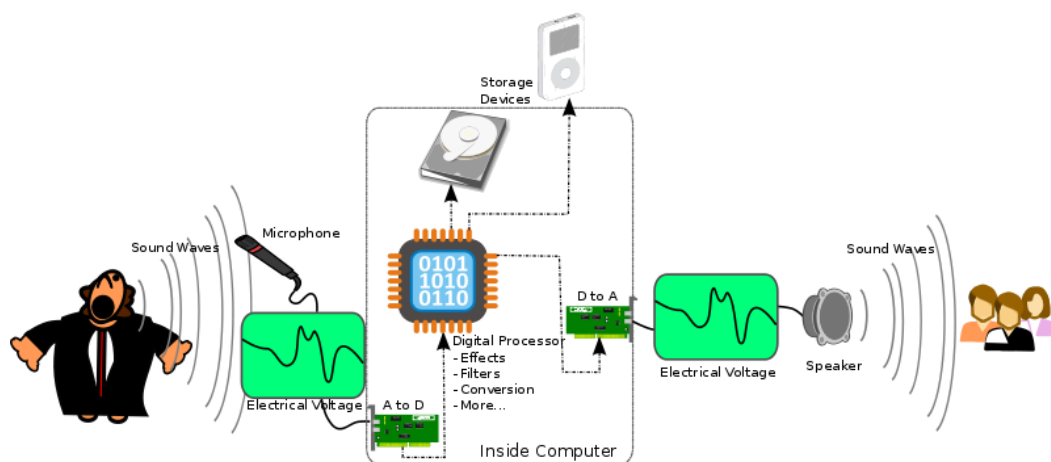 Storage
Devices
Sound Waves
Microphone
0101
1010
0110
D to A
Sound Waves
Digital Processor
- Effects
- Filters
- Conversion
- More...
Electrical Voltage
Speaker
Electrical Voltage
A to D
Inside Computer